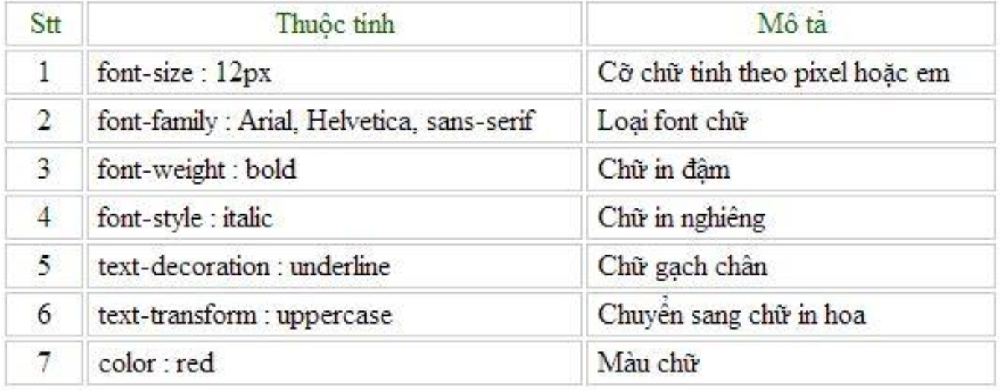 Stt Thuộc tính Mô tả
1 font-size : 12px Cỡ chữ tính theo pixel hoặc em
2 font-family : Arial, Helvetica, sans-serif Loại font chữ
3 font-weight : bold Chữ in đậm
4 font-style : italic Chữ in nghiêng
5 text-decoration : underline Chữ gạch chân
6 text-transform : uppercase Chuyển sang chữ in hoa
7 color : red Màu chữ